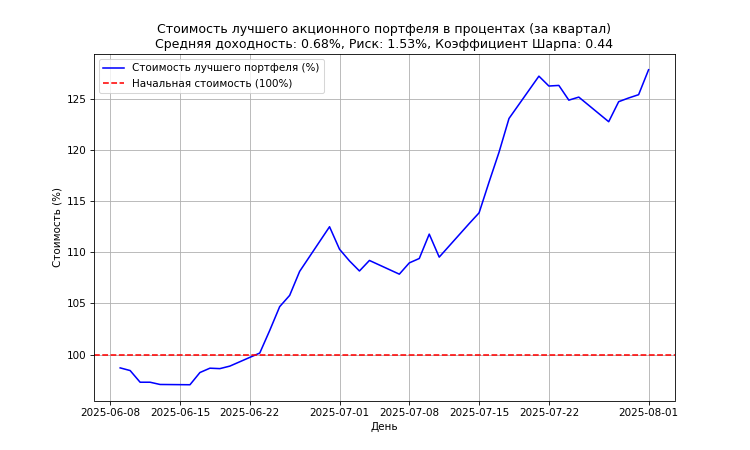 Стоимость лучшего акционного портфеля в процентах (за квартал)
Средняя доходность: 0.68%, Риск: 1.53%, Коэффициент Шарпа: 0.44
Стоимость лучшего портфеля (%)
Начальная стоимость (100%)
Стоимость (%)
125
120
115
110
105
100
2025-06-08 2025-06-15 2025-06-22 2025-07-01 2025-07-08 2025-07-15 2025-07-22 2025-08-01
День